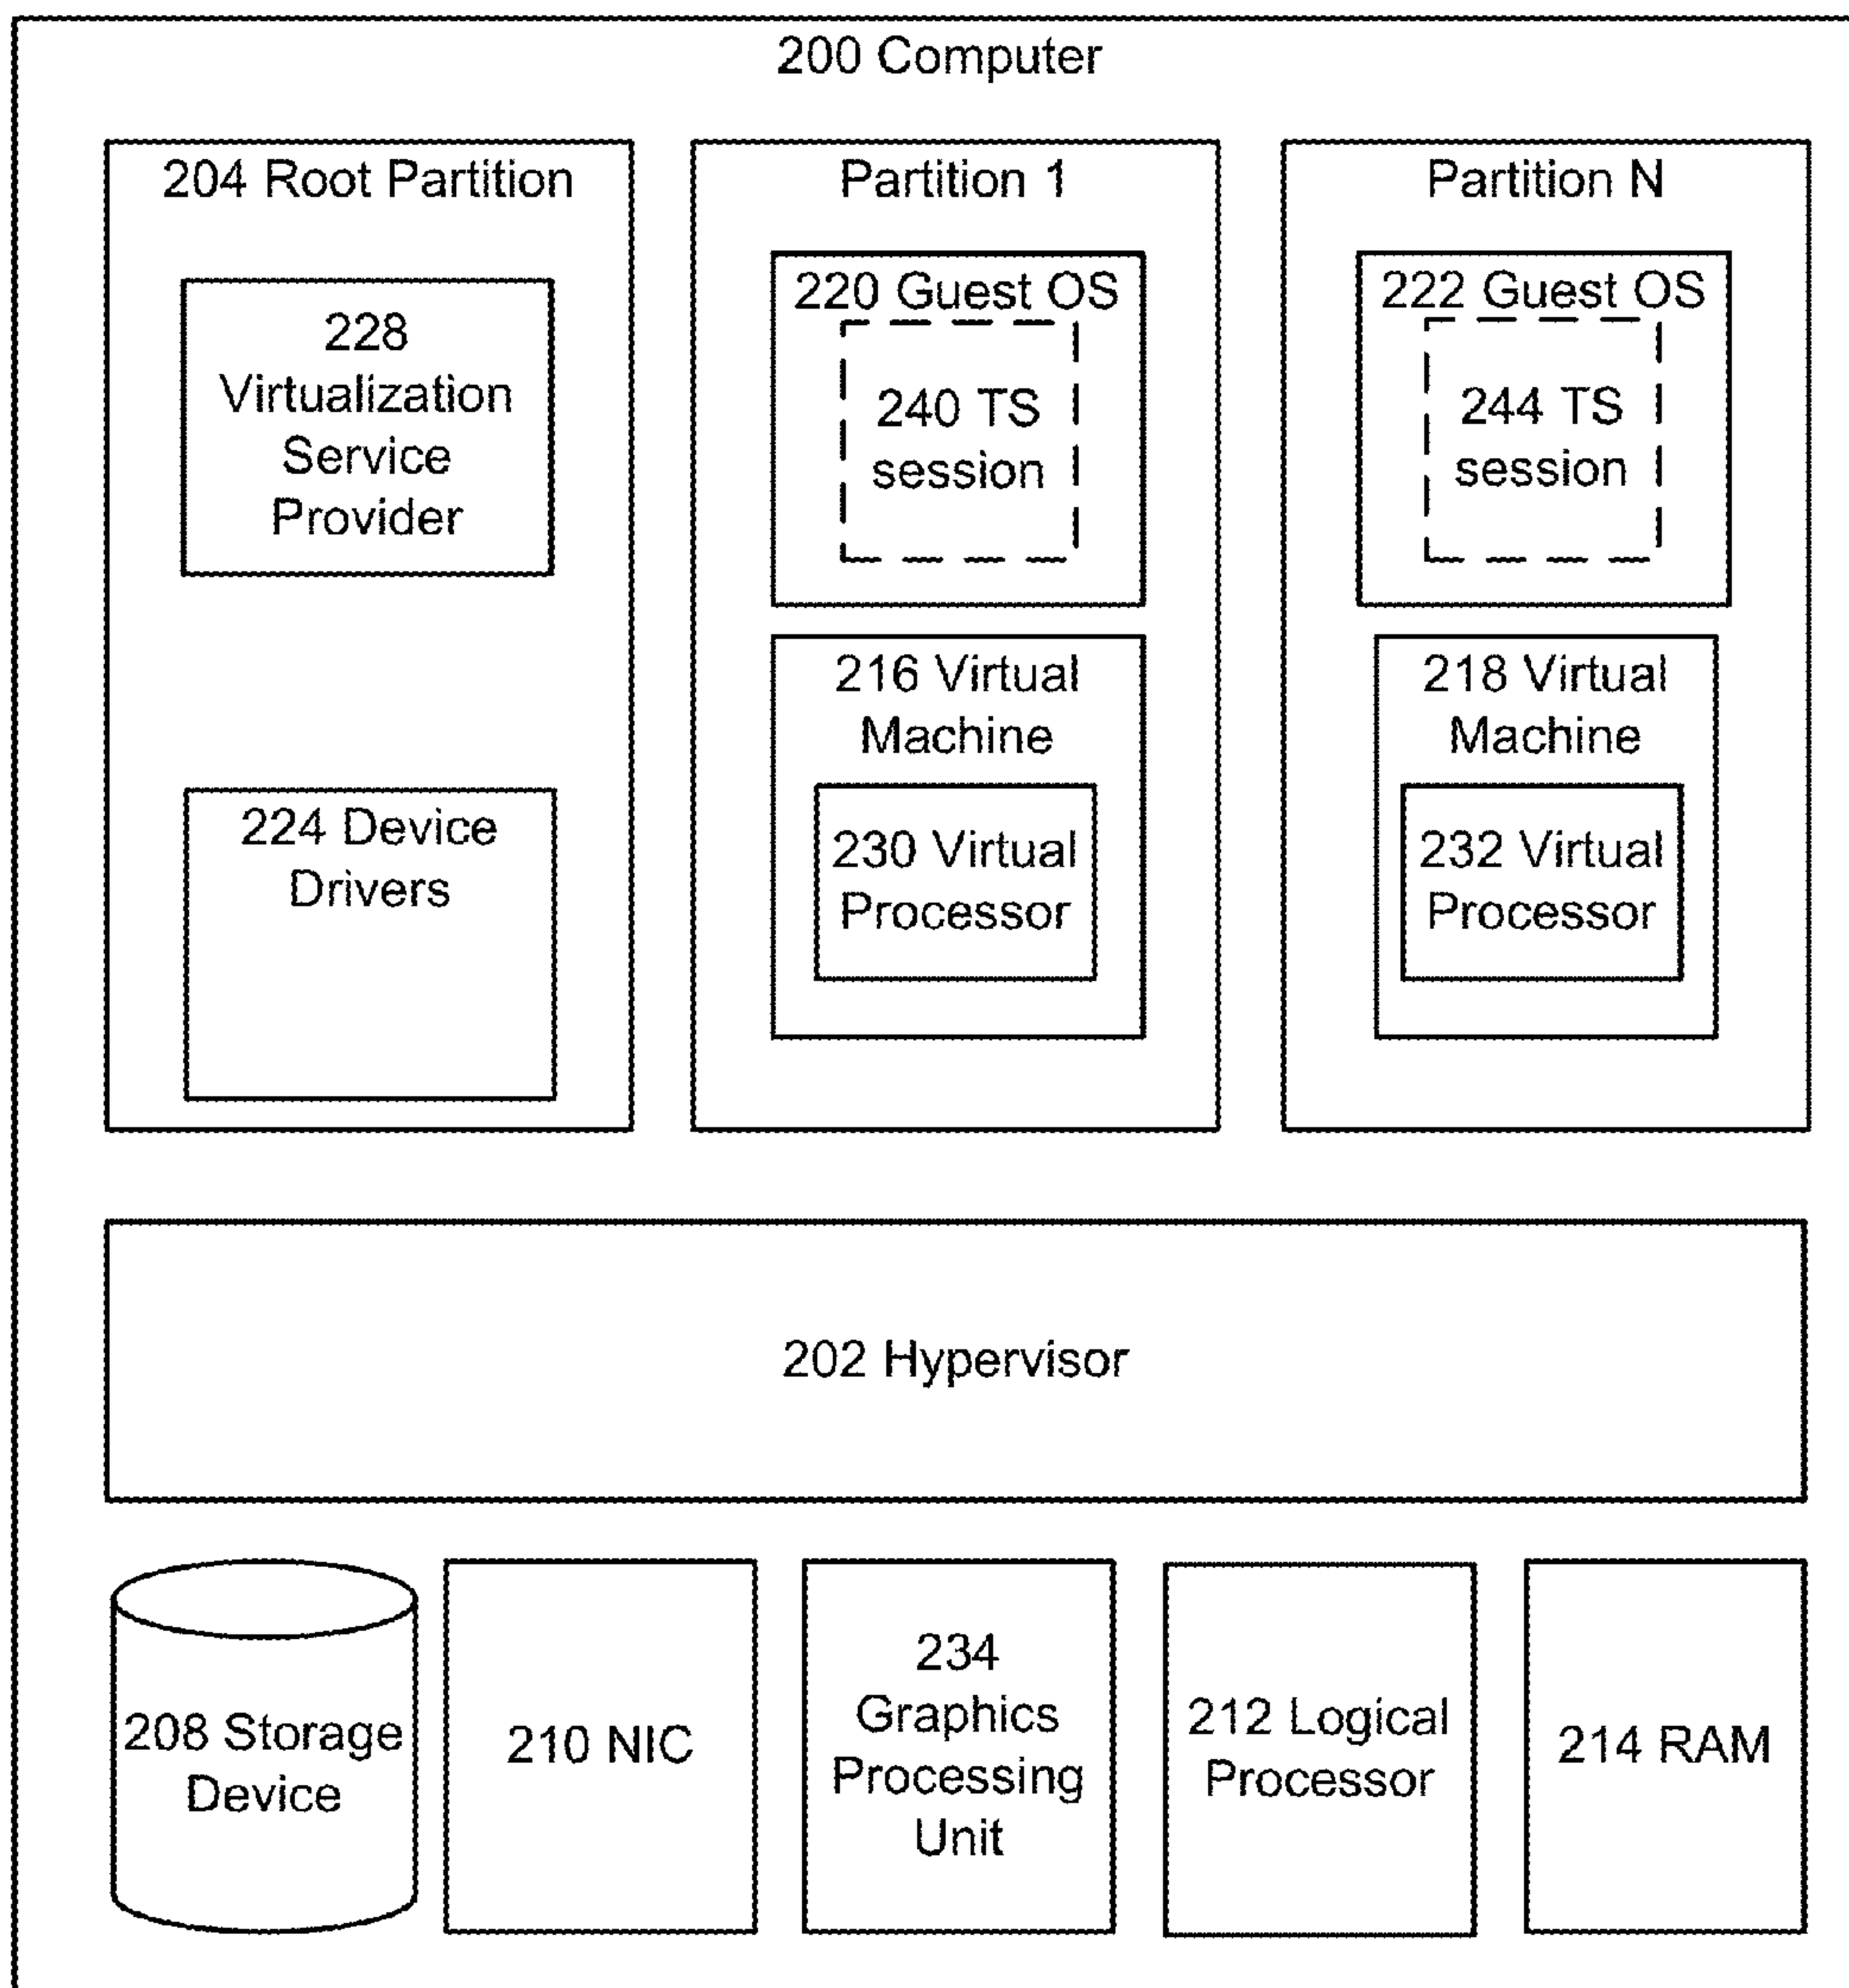 200 Computer
204 Root Partition
228
Virtualization
Service
Provider
224 Device
Drivers
Partition 1
220 Guest OS
240 TS
session
216 Virtual
Machine
230 Virtual
Processor
Partition N
222 Guest OS
244 TS
session
218 Virtual
Machine
232 Virtual
Processor
202 Hypervisor
208 Storage
Device
210 NIC
234
Graphics
Processing
Unit
212 Logical
Processor
214 RAM